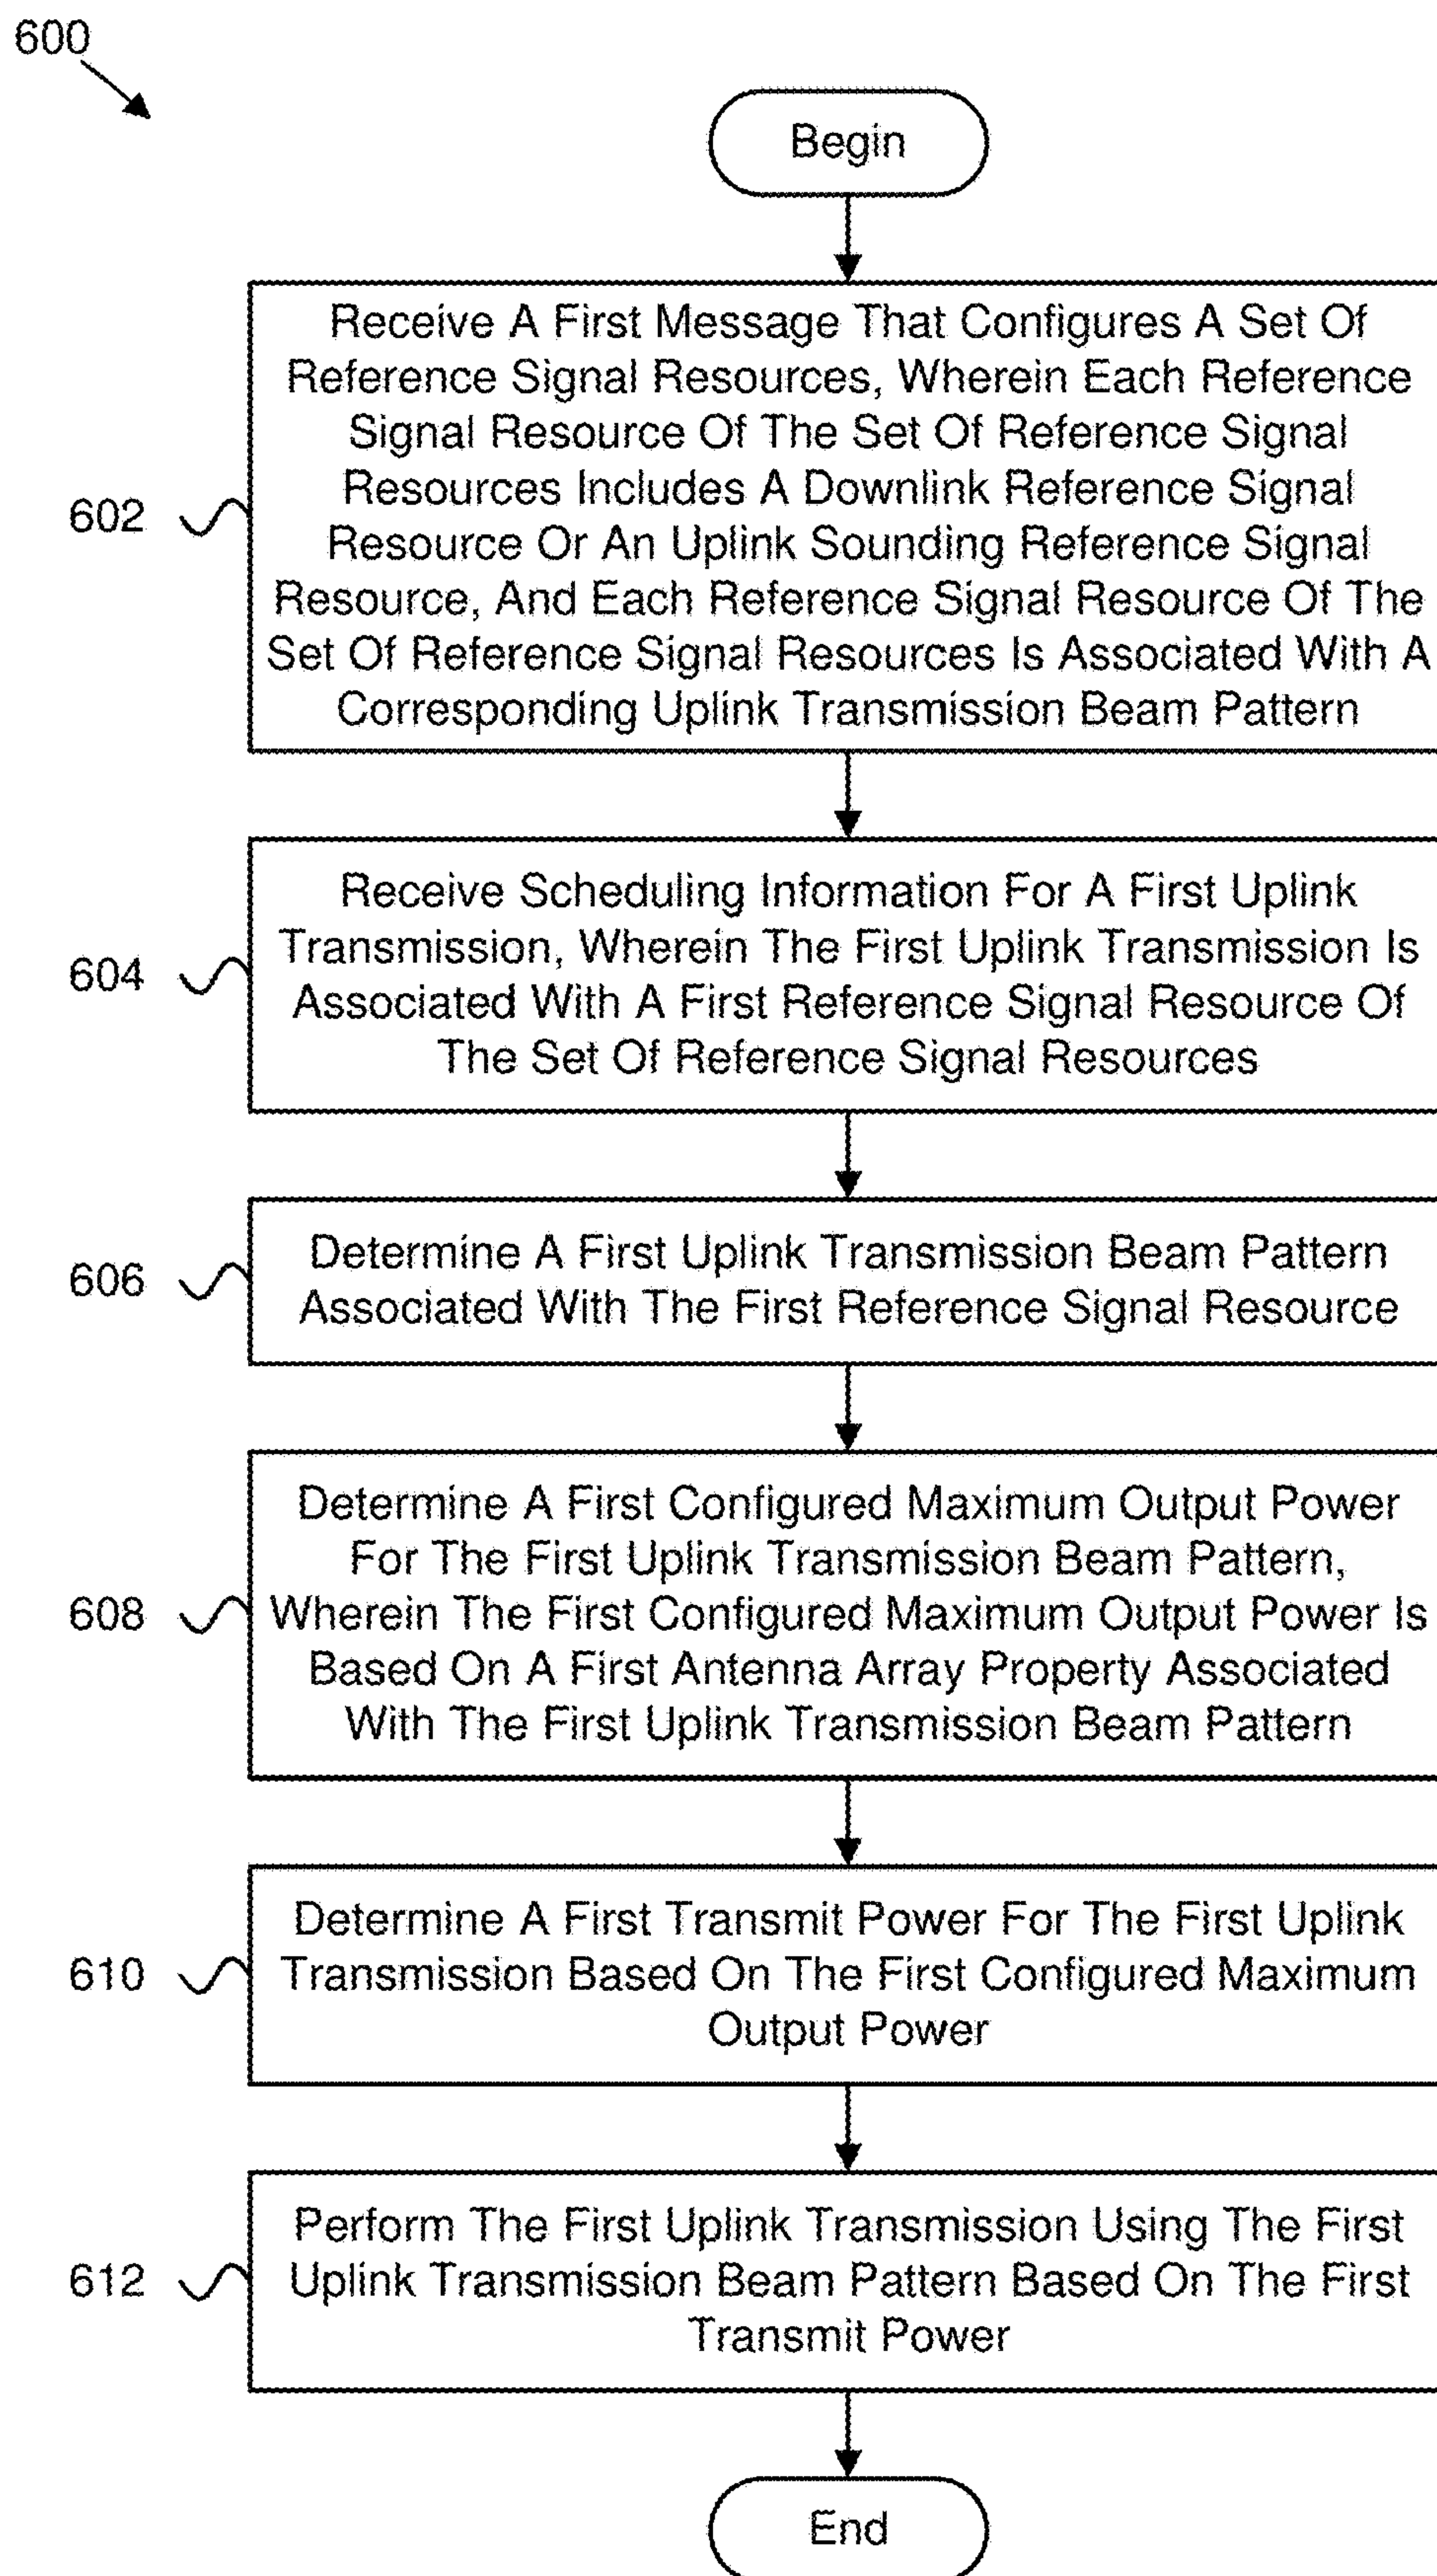 600
Begin
Receive A First Message That Configures A Set Of
Reference Signal Resources, Wherein Each Reference
Signal Resource Of The Set Of Reference Signal
Resources Includes A Downlink Reference Signal
Resource Or An Uplink Sounding Reference Signal
Resource, And Each Reference Signal Resource Of The
Set Of Reference Signal Resources Is Associated With A
Corresponding Uplink Transmission Beam Pattern
602
Receive Scheduling Information For A First Uplink
Transmission, Wherein The First Uplink Transmission Is
Associated With A First Reference Signal Resource Of
The Set Of Reference Signal Resources
604
Determine A First Uplink Transmission Beam Pattern
Associated With The First Reference Signal Resource
606
Determine A First Configured Maximum Output Power
For The First Uplink Transmission Beam Pattern,
Wherein The First Configured Maximum Output Power Is
Based On A First Antenna Array Property Associated
With The First Uplink Transmission Beam Pattern
608
Determine A First Transmit Power For The First Uplink
Transmission Based On The First Configured Maximum
Output Power
610
Perform The First Uplink Transmission Using The First
Uplink Transmission Beam Pattern Based On The First
Transmit Power
612
End